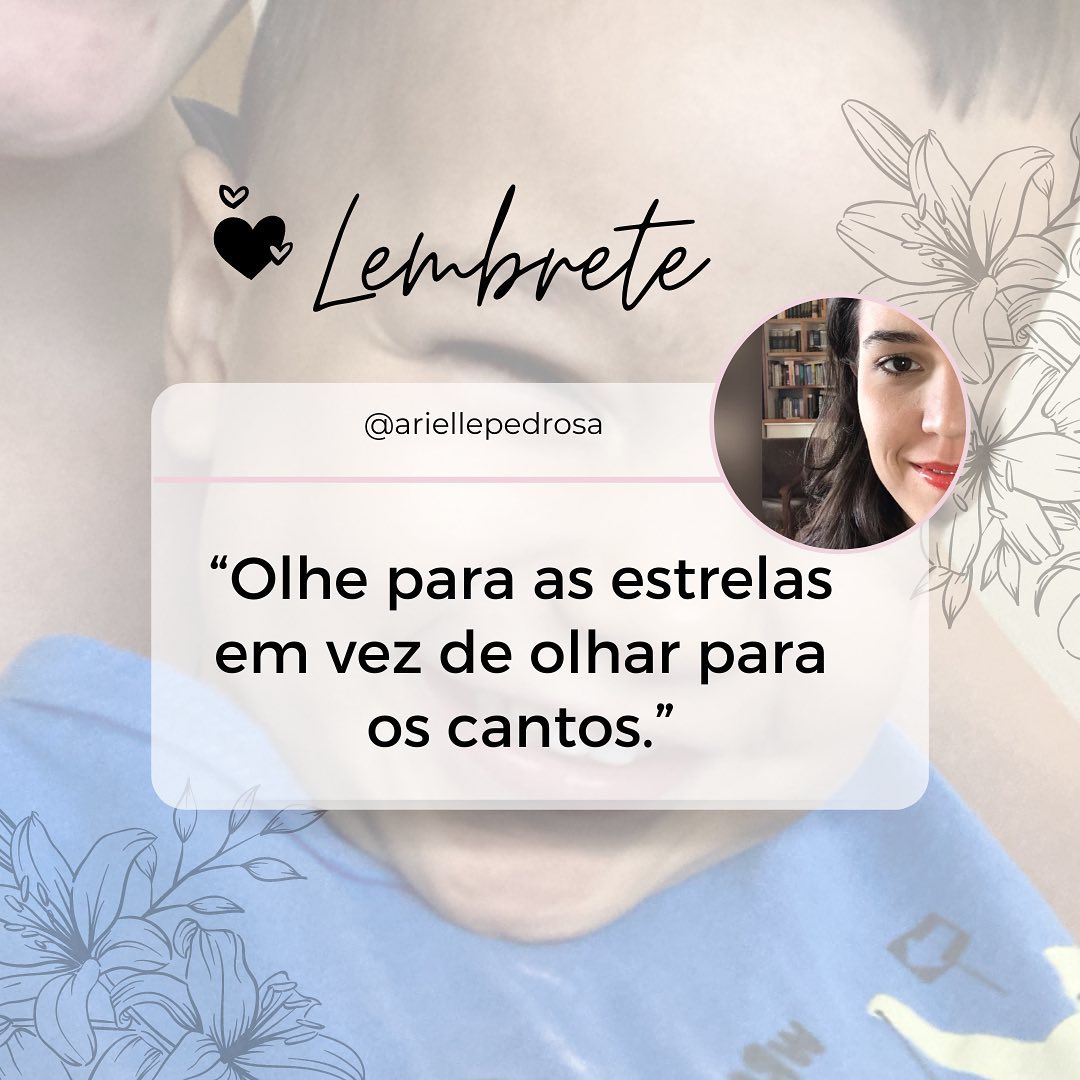 Lembrete
@ariellepedrosa
“Olhe para as estrelas
em vez de olhar para
os cantos.”